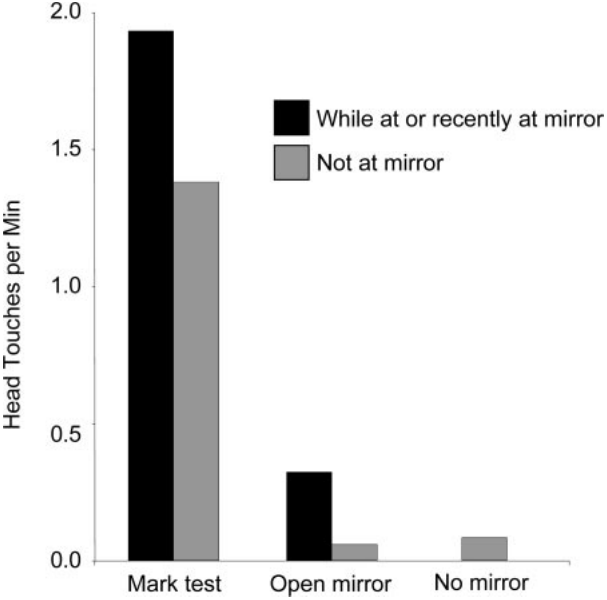 2.0
1.5
1.0
0.5
0.0
Head Touches per Min
While at or recently at mirror
Not at mirror
Mark test
Open mirror
No mirror